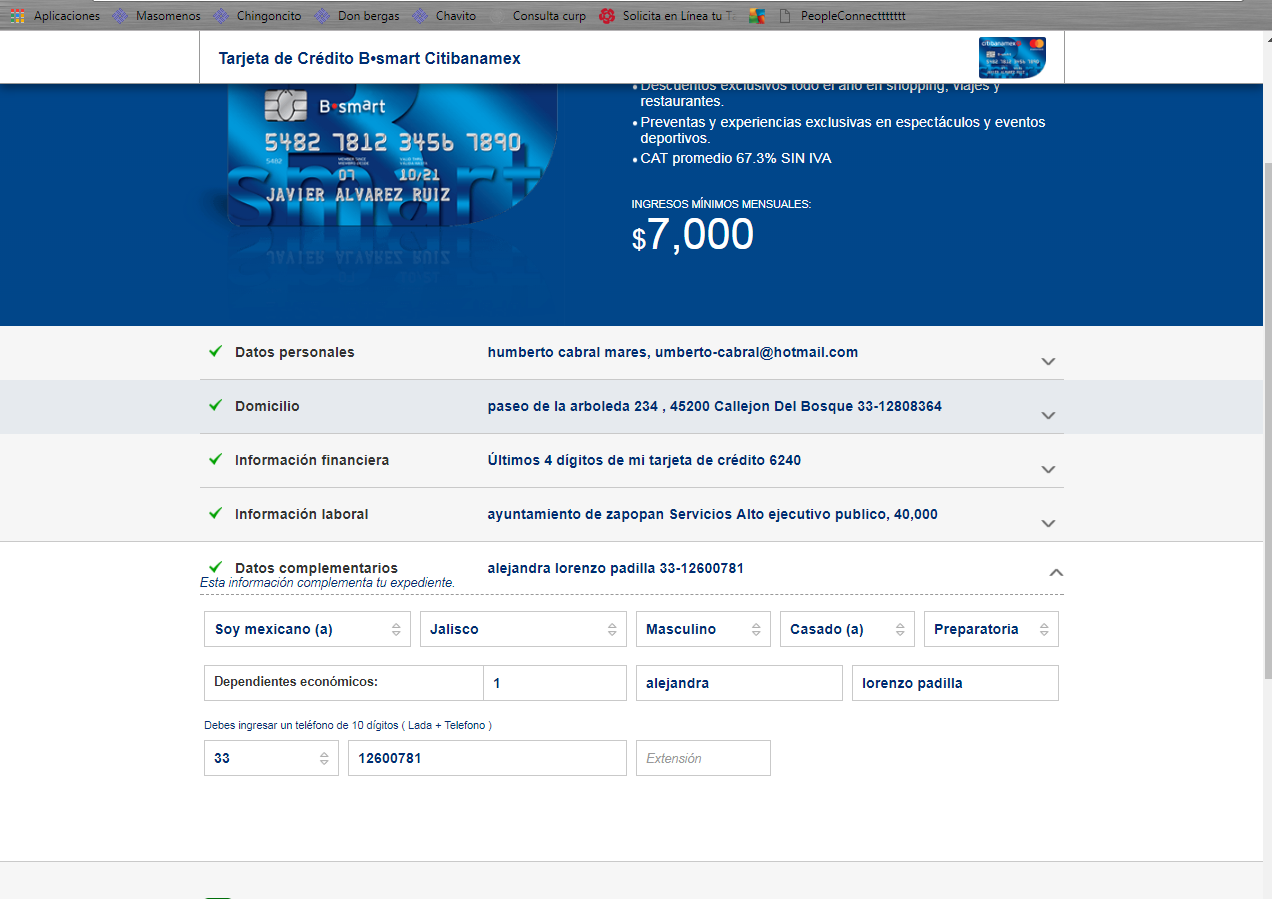 Aplicaciones Masomenos Chingoncito Don bergas Chavito Consulta curp Solicita en Línea tu T PeopleConnecttttttt
Tarjeta de Crédito B•smart Citibanamex
citibanamex
B•smart
5482 7812 3456 7890
5482
07 10/21
JAVIER ALVAREZ RUIZ
• Descuentos exclusivos todo el año en shopping, viajes y
restaurantes.
• Preventas y experiencias exclusivas en espectáculos y eventos
deportivos.
• CAT promedio 67.3% SIN IVA
INGRESOS MÍNIMOS MENSUALES:
$7,000
Datos personales humberto cabral mares, umberto-cabral@hotmail.com
Domicilio paseo de la arboleda 234 , 45200 Callejon Del Bosque 33-12808364
Información financiera Últimos 4 dígitos de mi tarjeta de crédito 6240
Información laboral ayuntamiento de zapopan Servicios Alto ejecutivo publico, 40,000
Datos complementarios alejandra lorenzo padilla 33-12600781
Esta información complementa tu expediente.
Soy mexicano (a) Jalisco Masculino Casado (a) Preparatoria
Dependientes económicos: 1 alejandra lorenzo padilla
Debes ingresar un teléfono de 10 dígitos ( Lada + Telefono )
33 12600781 Extensión